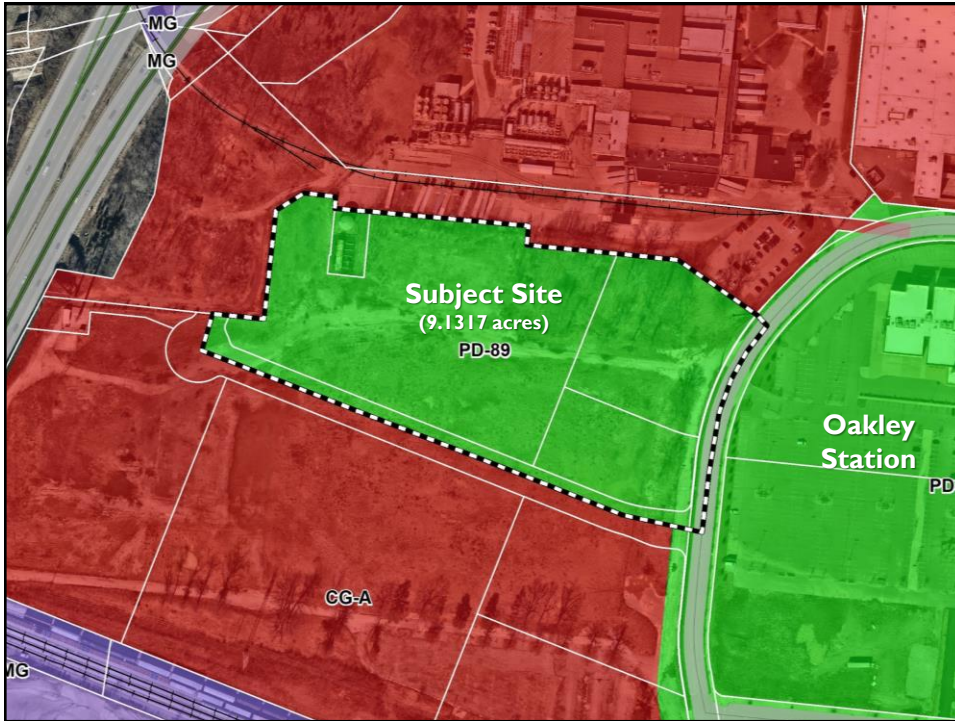 MG
MG
Subject Site
(9.1317 acres)
PD-89
Oakley
Station
PD
CG-A
MG